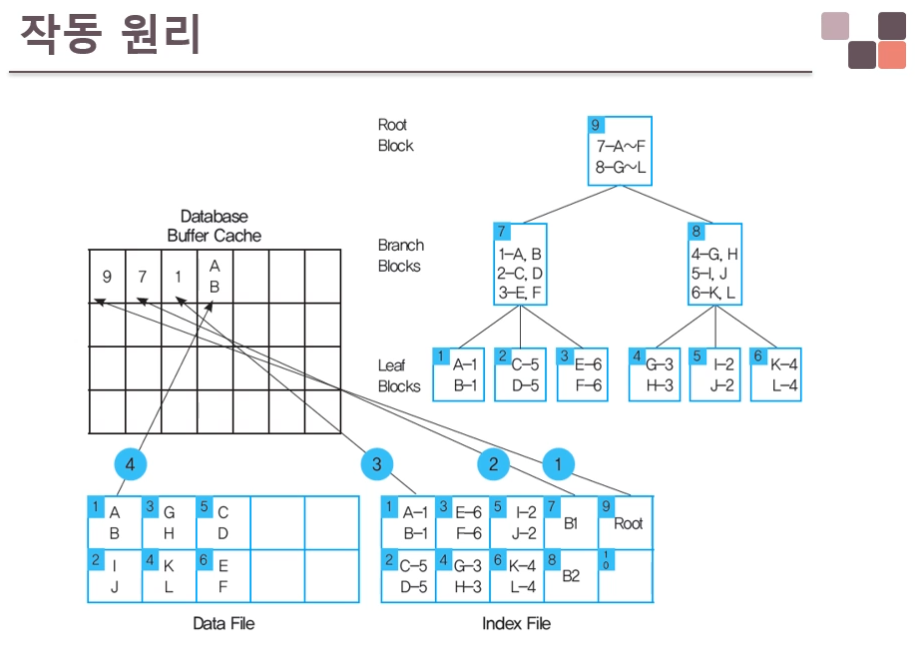 작동 원리
Root
Block
9
7–A~F
8–G~L
Database
Buffer Cache
9 7 1 A
B
Branch
Blocks
7
1–A, B
2–C, D
3–E, F
8
4–G, H
5–I, J
6–K, L
Leaf
Blocks
1 A–1
B–1
2 C–5
D–5
3 E–6
F–6
4 G–3
H–3
5 I–2
J–2
6 K–4
L–4
4 3 2 1
1 A
B
3 G
H
5 C
D
2 I
J
4 K
L
6 E
F
Data File
1 A–1
B–1
3 E–6
F–6
5 I–2
J–2
7 B1
9 Root
2 C–5
D–5
4 G–3
H–3
6 K–4
L–4
8 B2
10
Index File